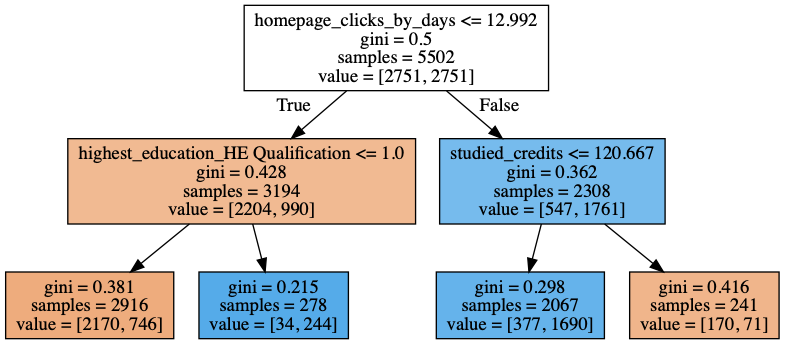 homepage_clicks_by_days <= 12.992
gini = 0.5
samples = 5502
value = [2751, 2751]
True
False
highest_education_HE Qualification <= 1.0
gini = 0.428
samples = 3194
value = [2204, 990]
studied_credits <= 120.667
gini = 0.362
samples = 2308
value = [547, 1761]
gini = 0.381
samples = 2916
value = [2170, 746]
gini = 0.215
samples = 278
value = [34, 244]
gini = 0.298
samples = 2067
value = [377, 1690]
gini = 0.416
samples = 241
value = [170, 71]